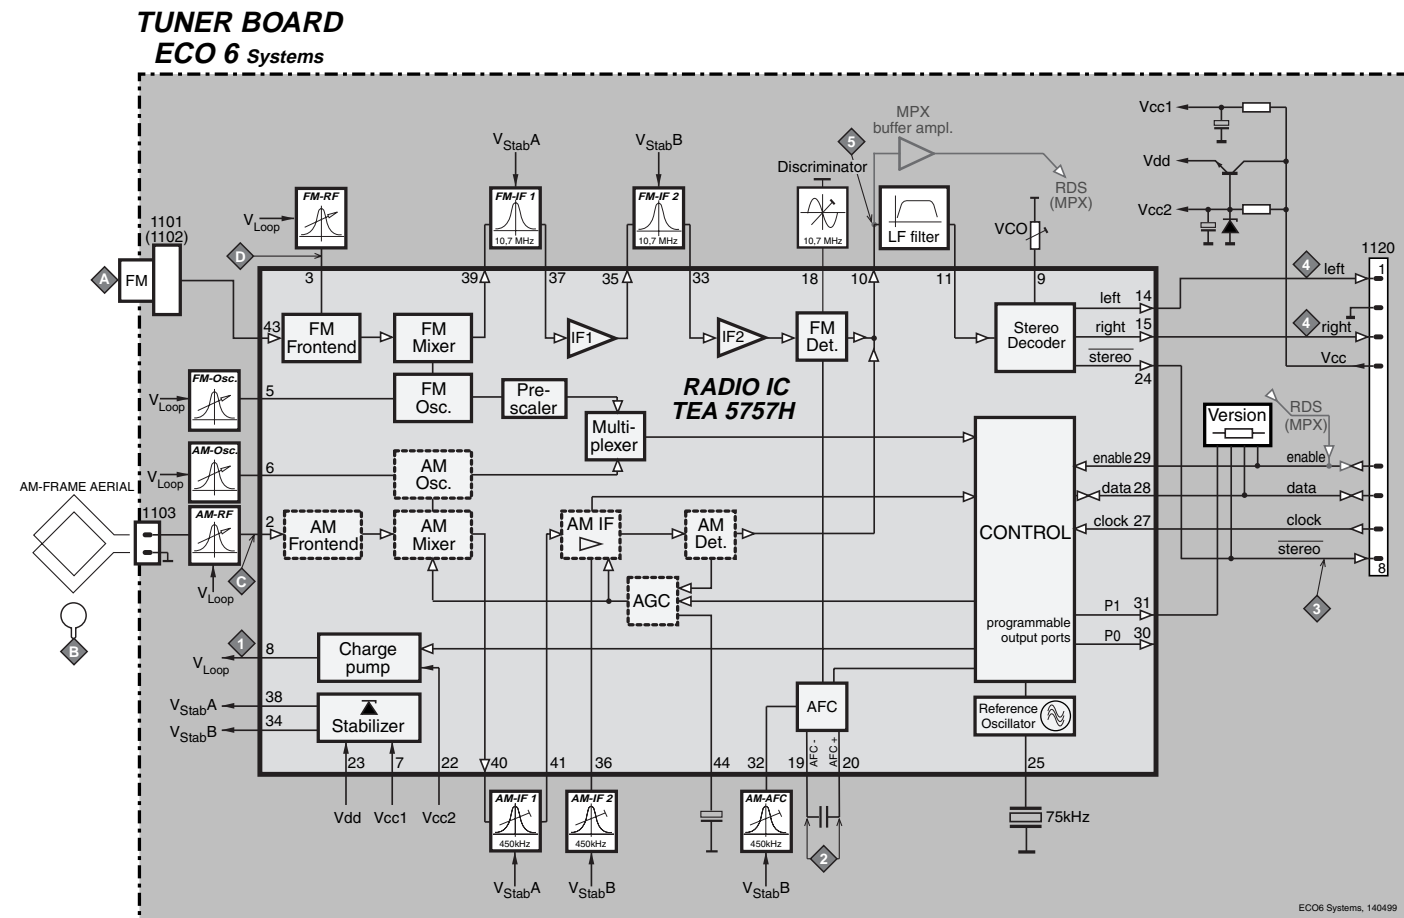 TUNER BOARD
ECO 6 Systems
MPX
buffer ampl.
RDS
(MPX)
Vcc1
Vdd
Vcc2
VStabA
VStabB
5
Discriminator
FM-RF
VLoop
FM-IF 1
10,7 MHz
FM-IF 2
10,7 MHz
10,7 MHz
LF filter
VCO
1101
(1102)
D
A
FM
3
39
37
35
33
18
10
11
9
1120
4
left
1
4
right
Vcc
43
FM
Frontend
FM
Mixer
IF1
IF2
FM
Det.
Stereo
Decoder
left
14
right
15
stereo
24
FM-Osc.
VLoop
5
FM
Osc.
Pre-
scaler
RADIO IC
TEA 5757H
Multi-
plexer
Version
RDS
(MPX)
AM-Osc.
VLoop
6
AM
Osc.
enable 29
enable
data 28
data
clock 27
clock
stereo
8
AM-FRAME AERIAL
1103
AM-RF
VLoop
C
2
AM
Frontend
AM
Mixer
AM IF
AM
Det.
AGC
CONTROL
programmable
output ports
P1
31
P0
30
3
B
1
VLoop
8
Charge
pump
VStabA
38
VStabB
34
Stabilizer
AFC
Reference
Oscillator
AFC -
AFC +
23
7
22
40
41
36
44
32
19
20
25
Vdd
Vcc1
Vcc2
AM-IF 1
450kHz
AM-IF 2
450kHz
AM-AFC
450kHz
2
75kHz
VStabA
VStabB
VStabB
ECO6 Systems, 140499